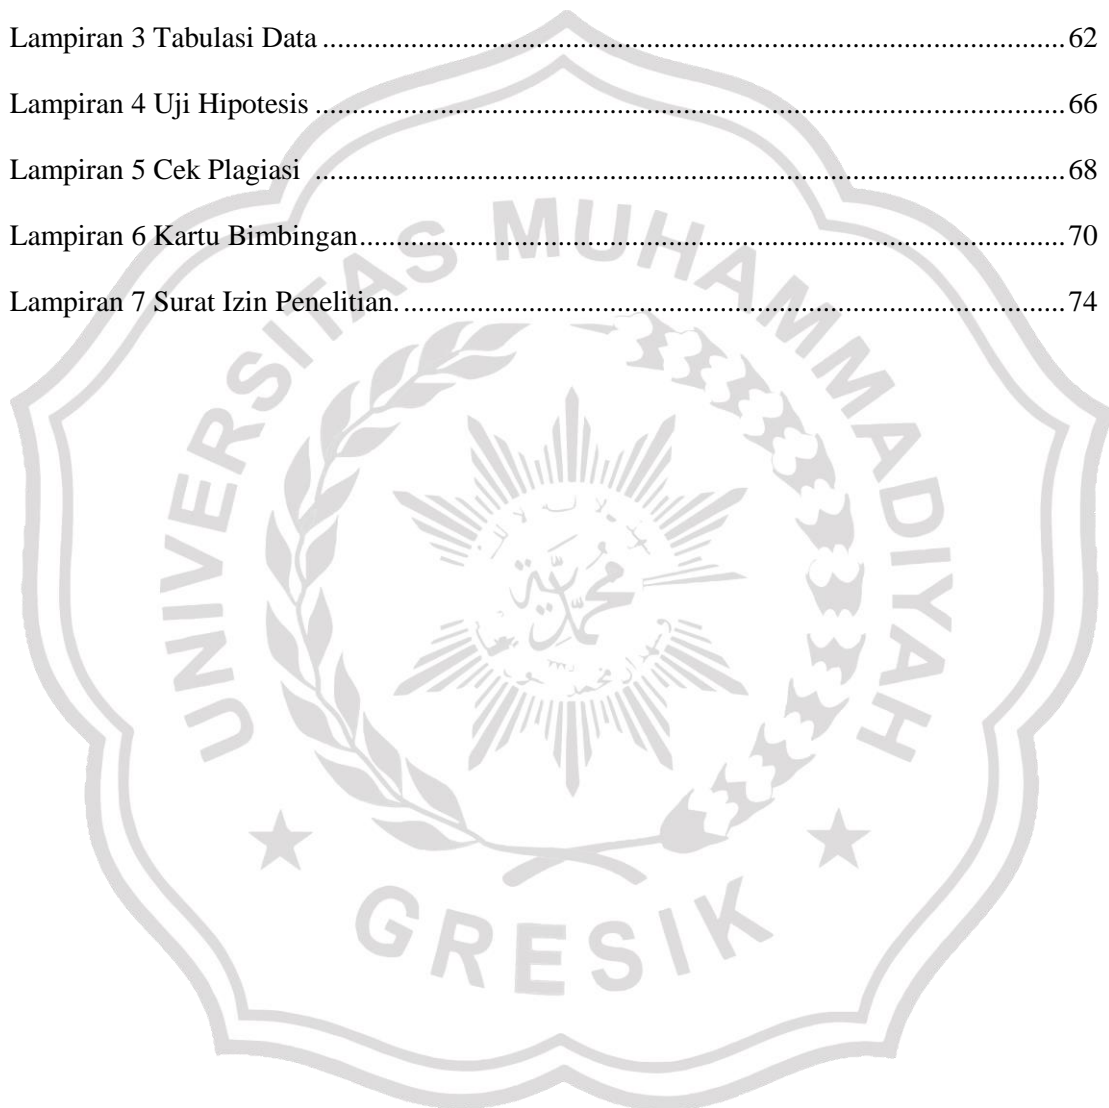 Lampiran 3 Tabulasi Data ........................................................................................................ 62
Lampiran 4 Uji Hipotesis ......................................................................................................... 66
Lampiran 5 Cek Plagiasi ......................................................................................................... 68
Lampiran 6 Kartu Bimbingan................................................................................................... 70
Lampiran 7 Surat Izin Penelitian. ............................................................................................. 74
UNIVERSITAS MUHAMMADIYAH
محمدية
GRESIK